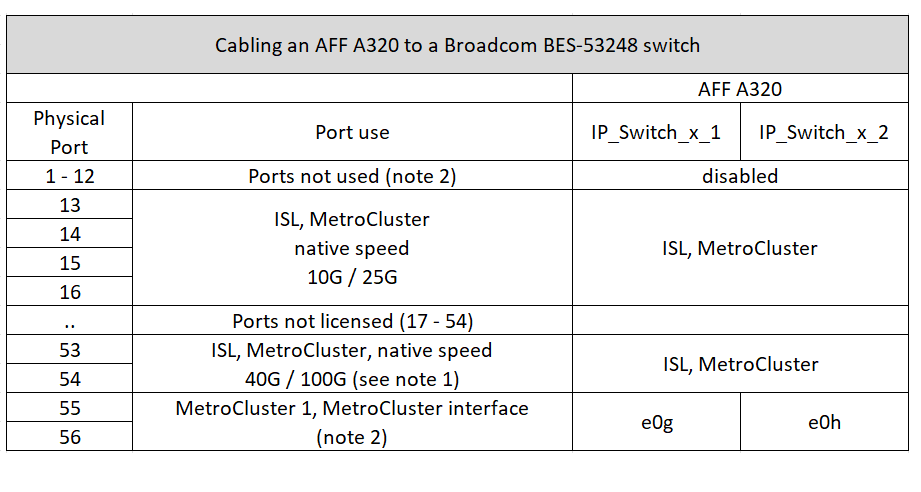 Cabling an AFF A320 to a Broadcom BES-53248 switch
AFF A320
Physical
Port
Port use
IP_Switch_x_1
IP_Switch_x_2
1 - 12
Ports not used (note 2)
disabled
13
14
15
16
ISL, MetroCluster
native speed
10G / 25G
ISL, MetroCluster
..
Ports not licensed (17 - 54)
53
54
ISL, MetroCluster, native speed
40G / 100G (see note 1)
ISL, MetroCluster
55
56
MetroCluster 1, MetroCluster interface
(note 2)
e0g
e0h